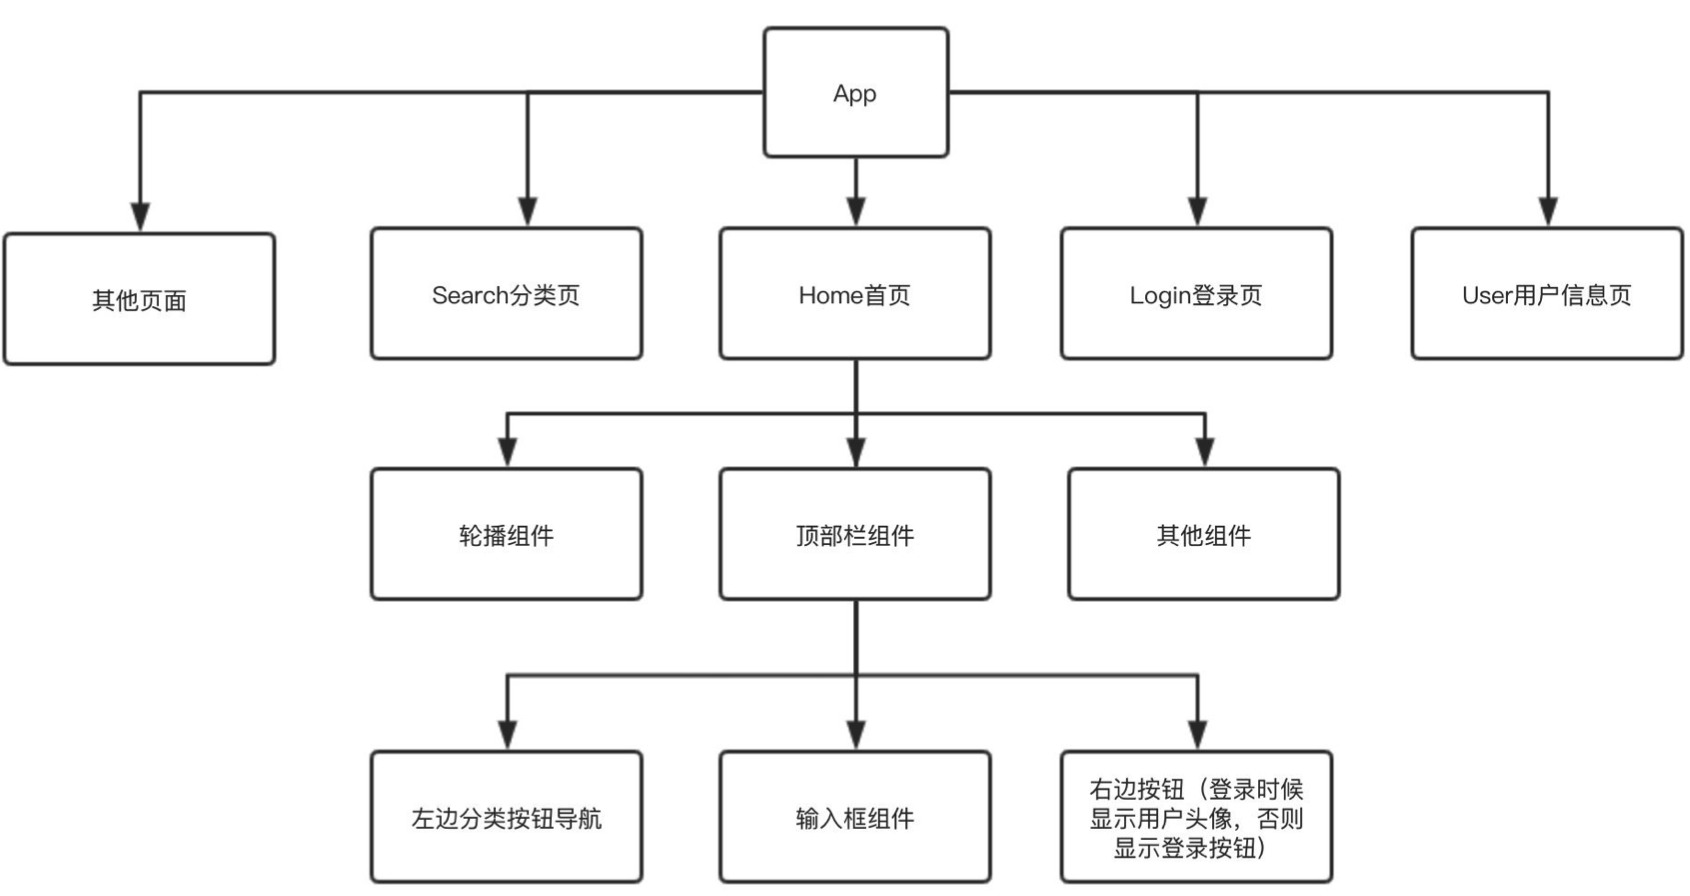 App
其他页面
Search分类页
Home首页
Login登录页
User用户信息页
轮播组件
顶部栏组件
其他组件
左边分类按钮导航
输入框组件
右边按钮（登录时候
显示用户头像，否则
显示登录按钮）